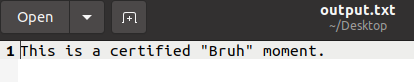 Open
output.txt
~/Desktop
1 This is a certified "Bruh" moment.